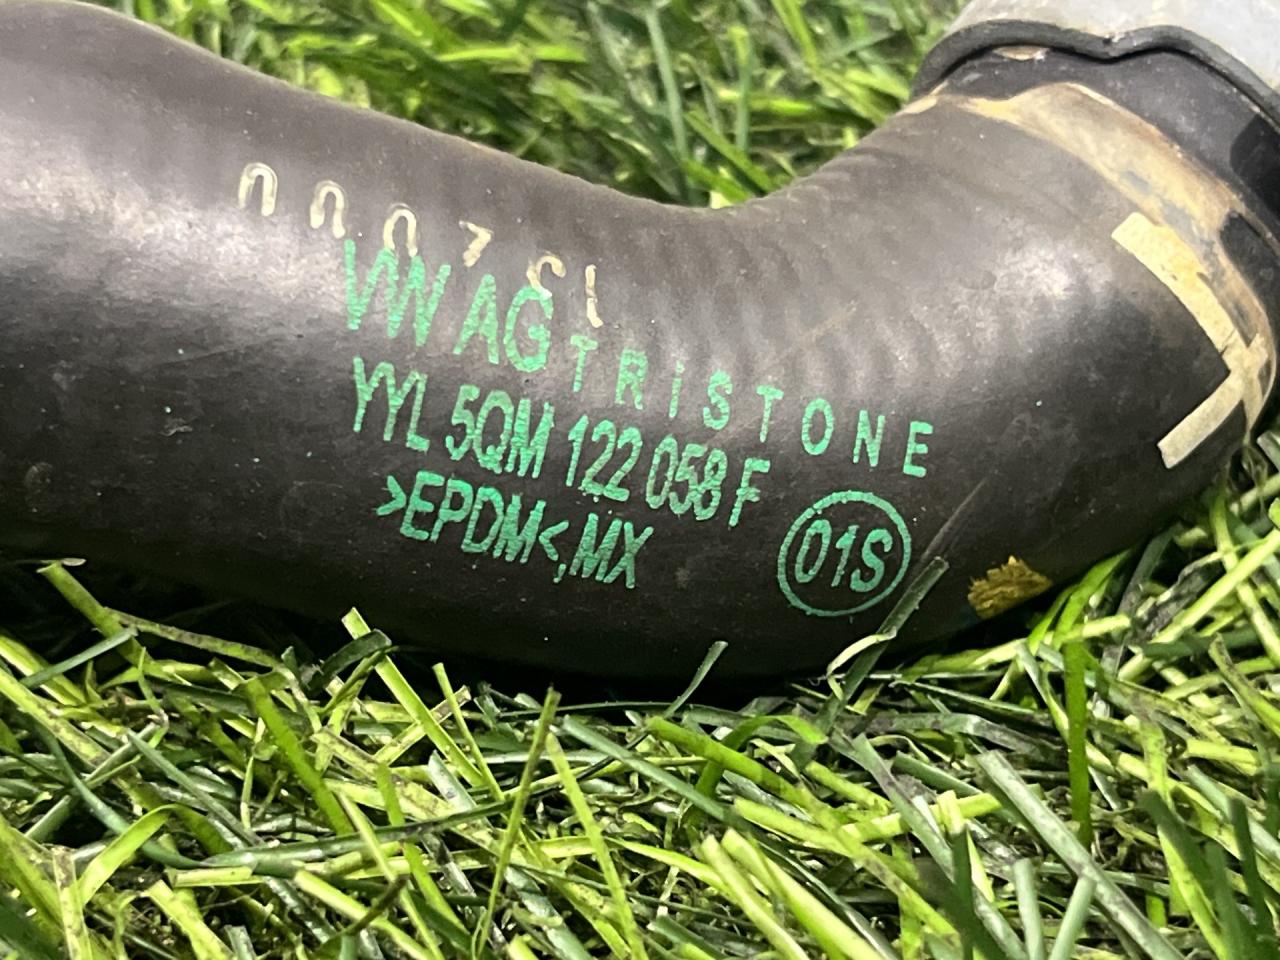 VW AG TRISTONE
YYL 5QM 122 058 F
>EPDM<,MX
01S